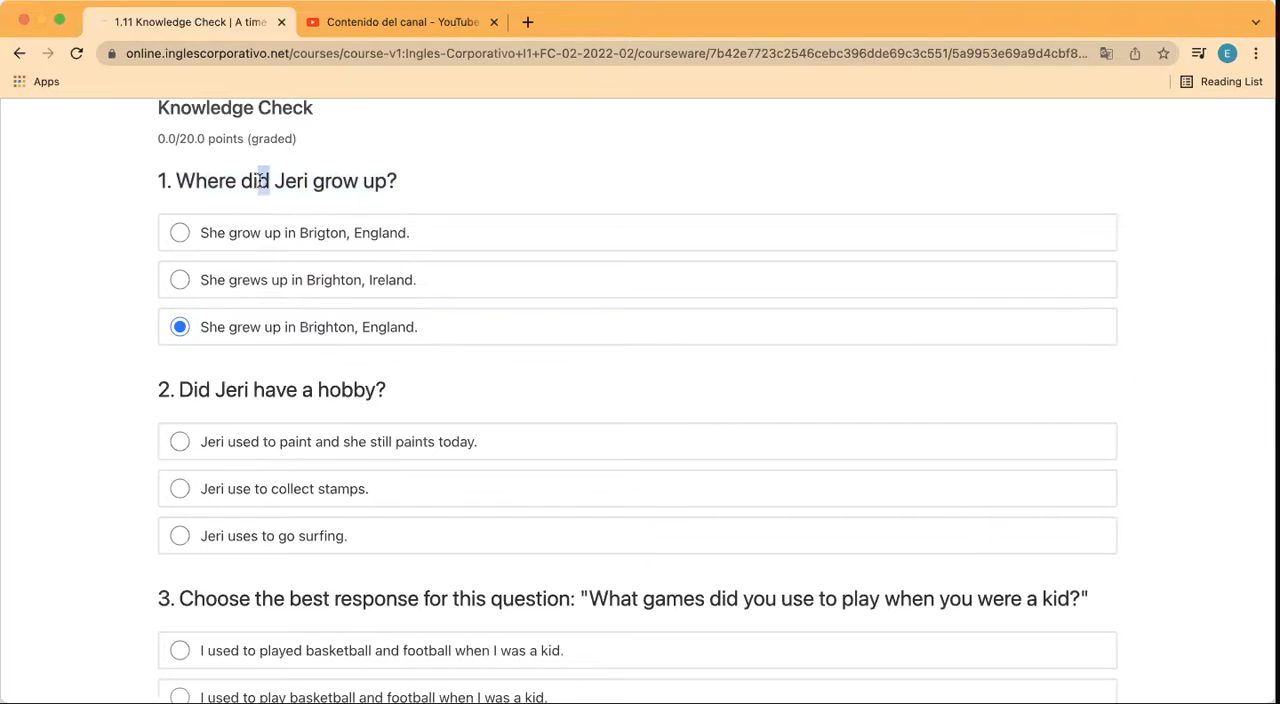 1.11 Knowledge Check | A time
Contenido del canal - YouTube
online.inglescorporativo.net/courses/course-v1:Ingles-Corporativo+I1+FC-02-2022-02/courseware/7b42e7723c2546cebc396dde69c3c551/5a9953e69a9d4cbf8...
E
Apps
Reading List
Knowledge Check
0.0/20.0 points (graded)
1. Where did Jeri grow up?
She grow up in Brigton, England.
She grews up in Brighton, Ireland.
She grew up in Brighton, England.
2. Did Jeri have a hobby?
Jeri used to paint and she still paints today.
Jeri use to collect stamps.
Jeri uses to go surfing.
3. Choose the best response for this question: "What games did you use to play when you were a kid?"
I used to played basketball and football when I was a kid.
I used to play basketball and football when I was a kid.